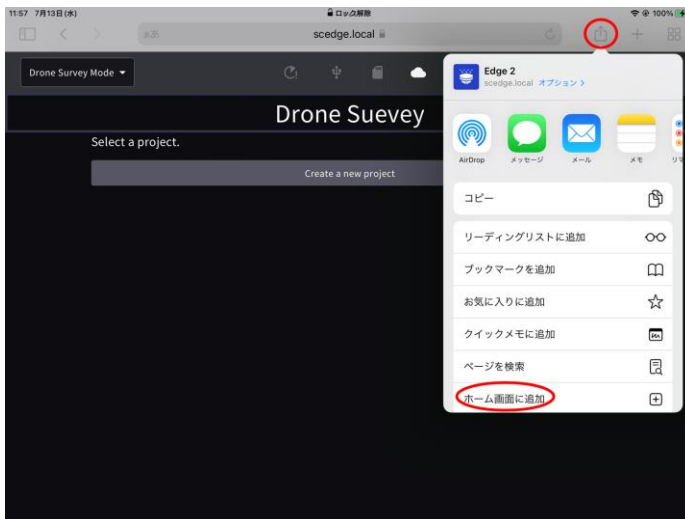 11:57 7月13日(水)
ロック解除
100%
ああ
scedge.local
Drone Survey Mode
Edge 2
scedge.local オプション >
Drone Suevey
Select a project.
Create a new project
AirDrop
メッセージ
メール
メモ
リマ
コピー
リーディングリストに追加
ブックマークを追加
お気に入りに追加
クイックメモに追加
ページを検索
ホーム画面に追加